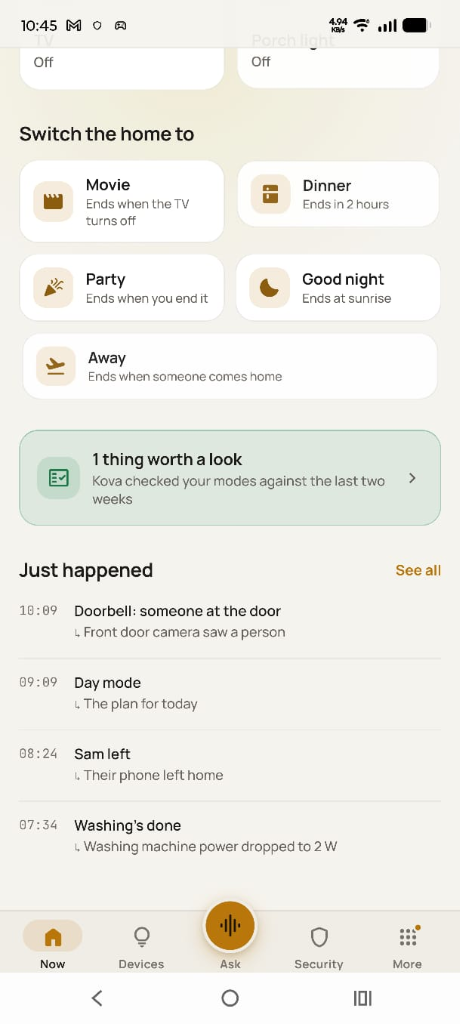 10:45
4.94
KB/s
TV
Porch light
Off
Off
Switch the home to
Movie
Ends when the TV
turns off
Dinner
Ends in 2 hours
Party
Ends when you end it
Good night
Ends at sunrise
Away
Ends when someone comes home
1 thing worth a look
Kova checked your modes against the last two
weeks
Just happened
See all
10:09
Doorbell: someone at the door
↳ Front door camera saw a person
09:09
Day mode
↳ The plan for today
08:24
Sam left
↳ Their phone left home
07:34
Washing's done
↳ Washing machine power dropped to 2 W
Now
Devices
Ask
Security
More